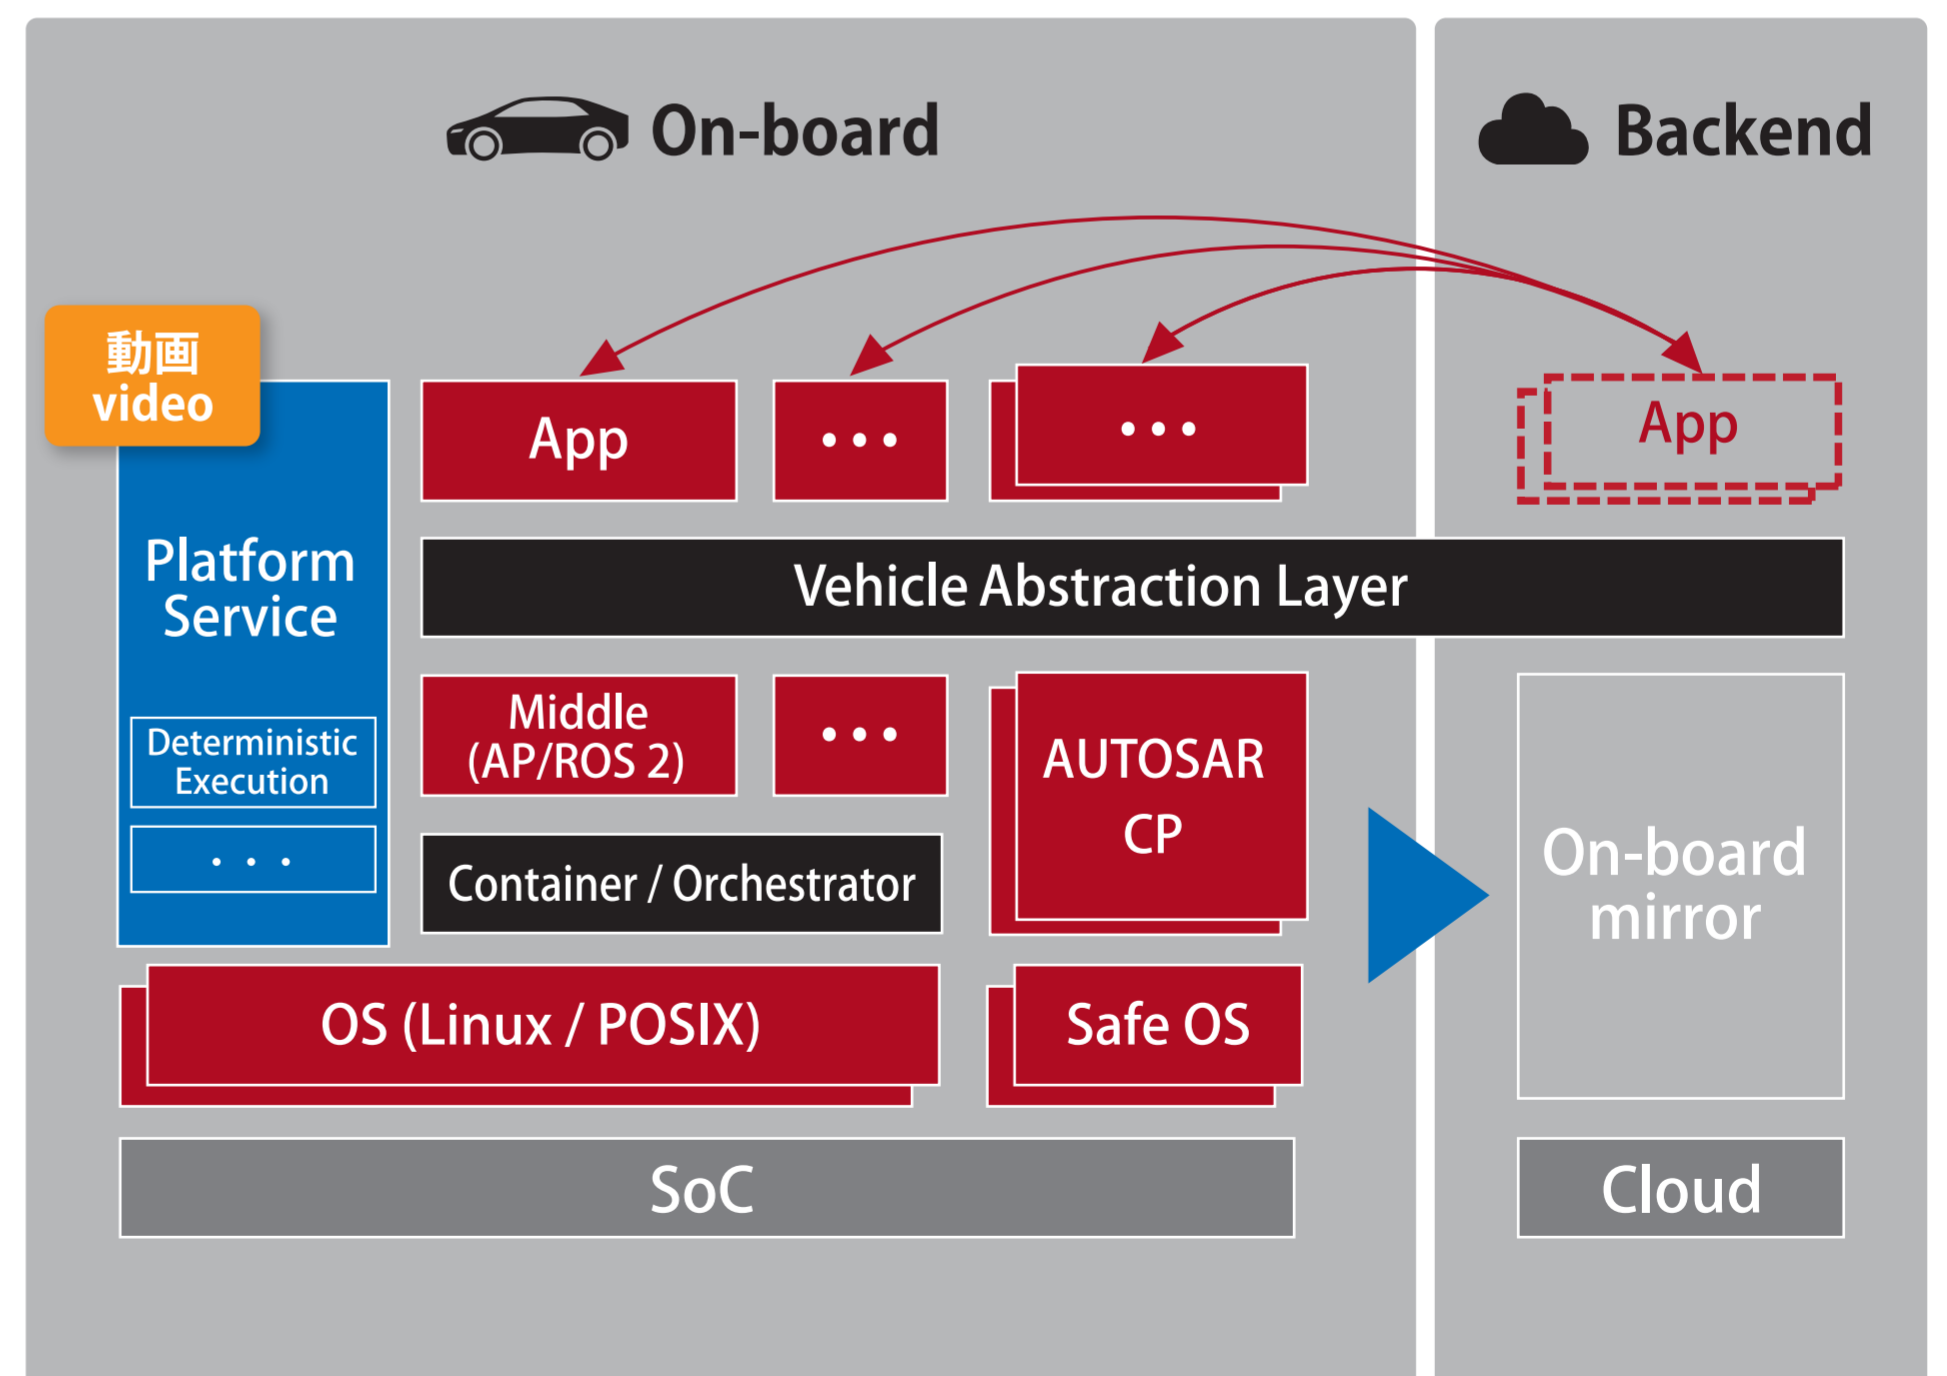 On-board
Backend
動画
video
App
• • •
• • •
App
Platform
Service
Vehicle Abstraction Layer
Deterministic
Execution
• • •
Middle
(AP/ROS 2)
• • •
AUTOSAR
CP
Container / Orchestrator
On-board
mirror
OS (Linux / POSIX)
Safe OS
SoC
Cloud